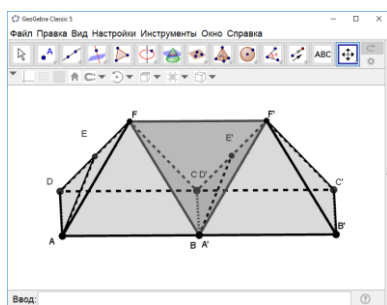 GeoGebra Classic 5
Файл Правка Вид Настройки Инструменты Окно Справка
ABC
F F'
E E'
D C D' C'
A B A' B'
Ввод: